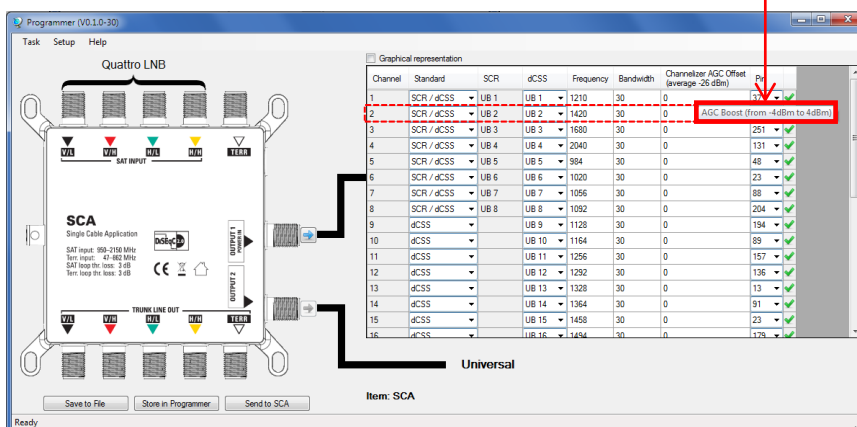 Programmer (V0.1.0-30)
Task Setup Help
Quattro LNB
V/L V/H H/L H/H TERR
SAT INPUT
SCA
Single Cable Application
DiSEqC 2.0
SAT input: 950–2150 MHz
Terr. input: 47–862 MHz
SAT loop thr. loss: 3 dB
Terr. loop thr. loss: 3 dB
CE
OUTPUT 1
POWER IN
OUTPUT 2
TRUNK LINE OUT
V/L V/H H/L H/H TERR
Save to File Store in Programmer Send to SCA
Ready
Graphical representation
Channel Standard SCR dCSS Frequency Bandwidth Channelizer AGC Offset
(average -26 dBm)
1 SCR / dCSS UB 1 UB 1 1210 30 0
2 SCR / dCSS UB 2 UB 2 1420 30 0 AGC Boost (from -4dBm to 4dBm)
3 SCR / dCSS UB 3 UB 3 1680 30 0 251
4 SCR / dCSS UB 4 UB 4 2040 30 0 131
5 SCR / dCSS UB 5 UB 5 984 30 0 48
6 SCR / dCSS UB 6 UB 6 1020 30 0 23
7 SCR / dCSS UB 7 UB 7 1056 30 0 88
8 SCR / dCSS UB 8 UB 8 1092 30 0 204
9 dCSS UB 9 1128 30 0 194
10 dCSS UB 10 1164 30 0 89
11 dCSS UB 11 1256 30 0 157
12 dCSS UB 12 1292 30 0 136
13 dCSS UB 13 1328 30 0 13
14 dCSS UB 14 1364 30 0 91
15 dCSS UB 15 1458 30 0 23
16 dCSS UB 16 1494 30 0 179
Universal
Item: SCA